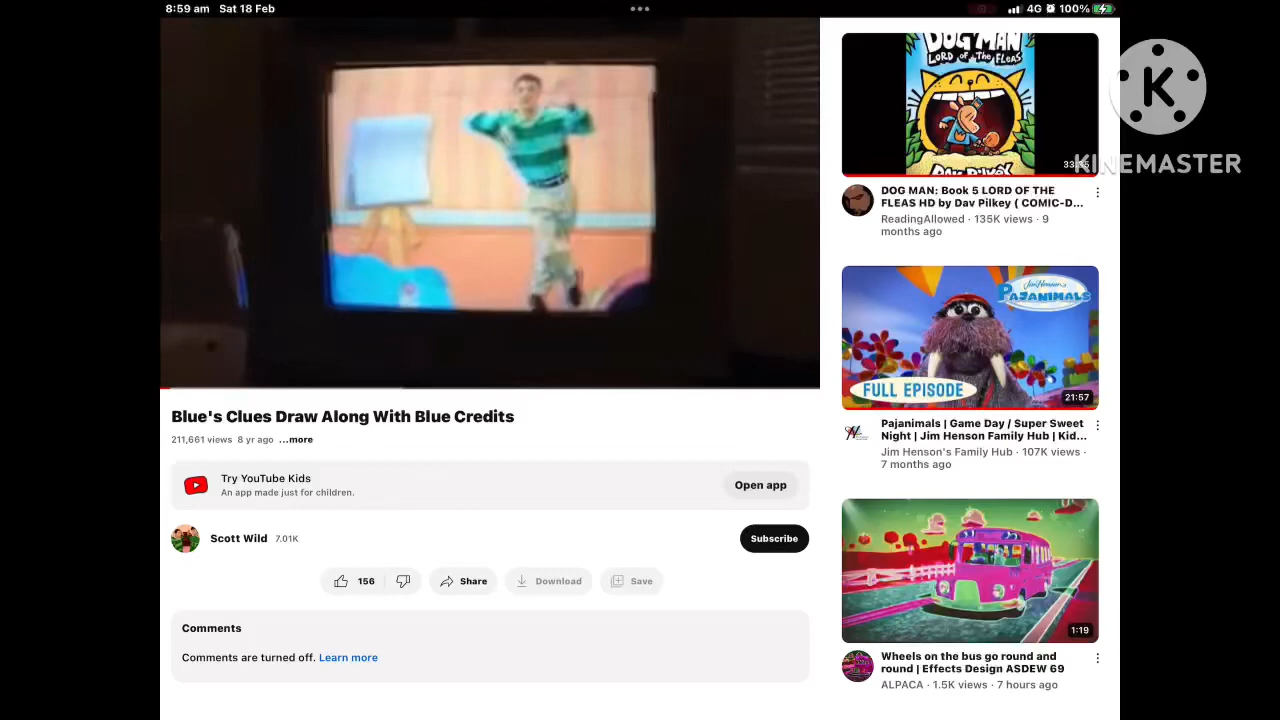 8:59 am Sat 18 Feb
4G 100%
Blue's Clues Draw Along With Blue Credits
211,661 views 8 yr ago ...more
Try YouTube Kids
An app made just for children.
Open app
Scott Wild 7.01K
Subscribe
156
Share
Download
Save
Comments
Comments are turned off. Learn more
DOG MAN
LORD OF THE FLEAS
DAV PILKEY
DOG MAN: Book 5 LORD OF THE
FLEAS HD by Dav Pilkey ( COMIC-D...
ReadingAllowed · 135K views · 9
months ago
K
KINEMASTER
Jim Henson's
PAJANIMALS
FULL EPISODE
21:57
Pajanimals | Game Day / Super Sweet
Night | Jim Henson Family Hub | Kid...
Jim Henson's Family Hub · 107K views ·
7 months ago
1:19
Wheels on the bus go round and
round | Effects Design ASDEW 69
ALPACA · 1.5K views · 7 hours ago